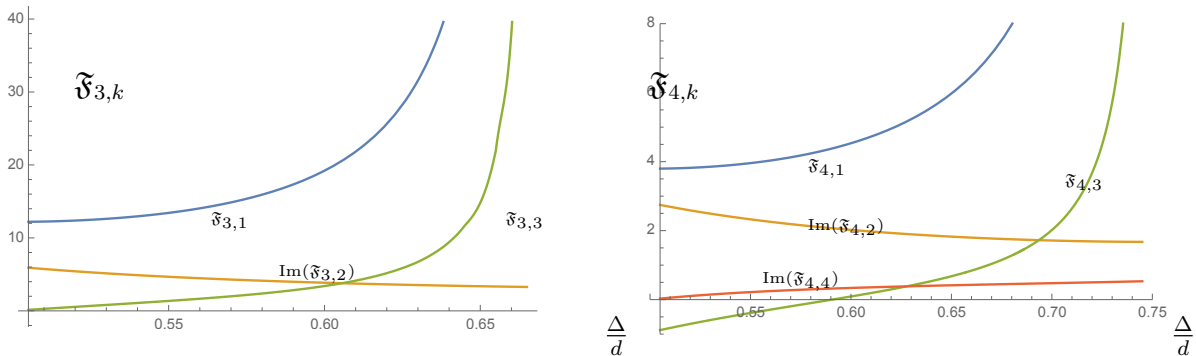 40
30
20
10
0.55
0.60
0.65
𝔉3,k
𝔉3,1
Im(𝔉3,2)
𝔉3,3
Δ
d
8
6
4
2
0.55
0.60
0.65
0.70
0.75
𝔉4,k
𝔉4,1
𝔉4,3
Im(𝔉4,2)
Im(𝔉4,4)
Δ
d